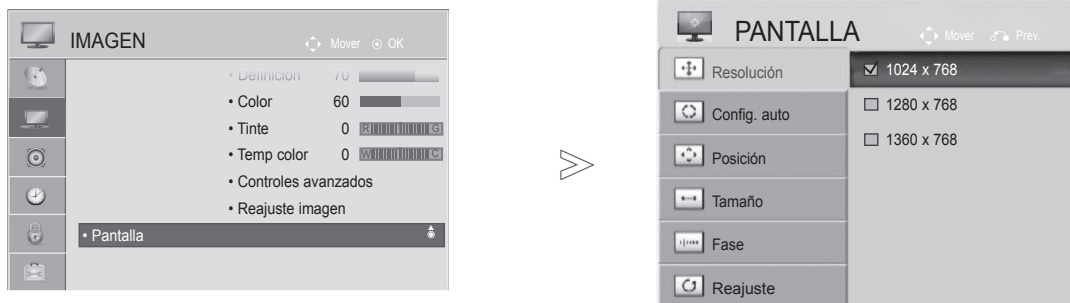 IMAGEN
Mover OK
• Definición 70
• Color 60
• Tinte 0 R G
• Temp color 0 W C
• Controles avanzados
• Reajuste imagen
• Pantalla
PANTALLA
Mover Prev.
Resolución
Config. auto
Posición
Tamaño
Fase
Reajuste
1024 x 768
1280 x 768
1360 x 768